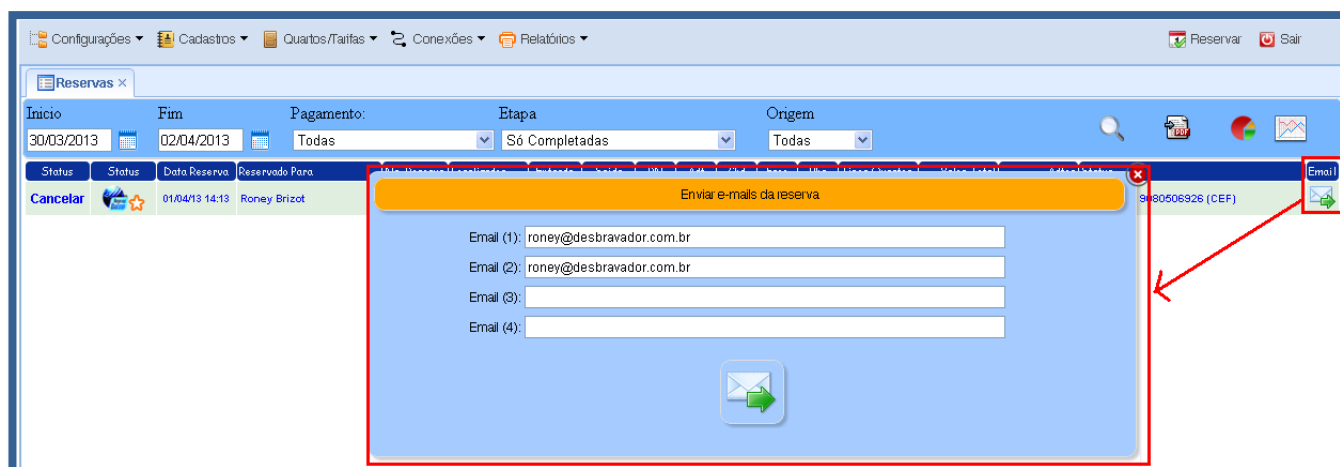 Configurações Cadastros Quartos/Tarifas Conexões Relatórios Reservar Sair
Reservas
Inicio Fim Pagamento: Etapa Origem
30/03/2013 02/04/2013 Todas Só Completadas Todas
Status Status Data Reserva Reservado Para Email
Cancelar 01/04/13 14:13 Roney Brizot 9080506926 (CEF)
Enviar e-mails da reserva
Email (1): roney@desbravador.com.br
Email (2): roney@desbravador.com.br
Email (3):
Email (4):